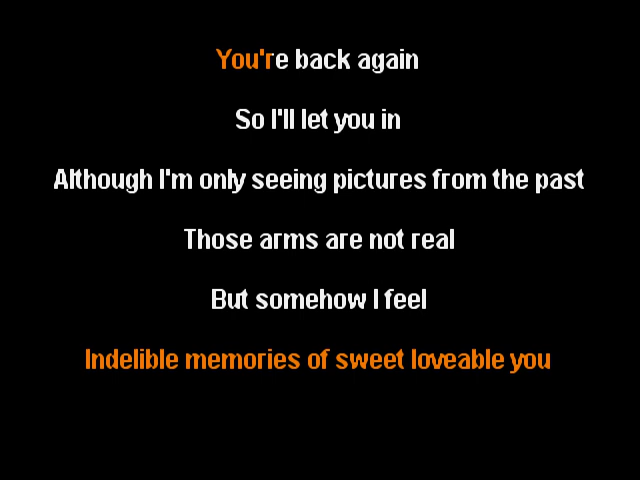 You're back again
So I'll let you in
Although I'm only seeing pictures from the past
Those arms are not real
But somehow I feel
Indelible memories of sweet loveable you